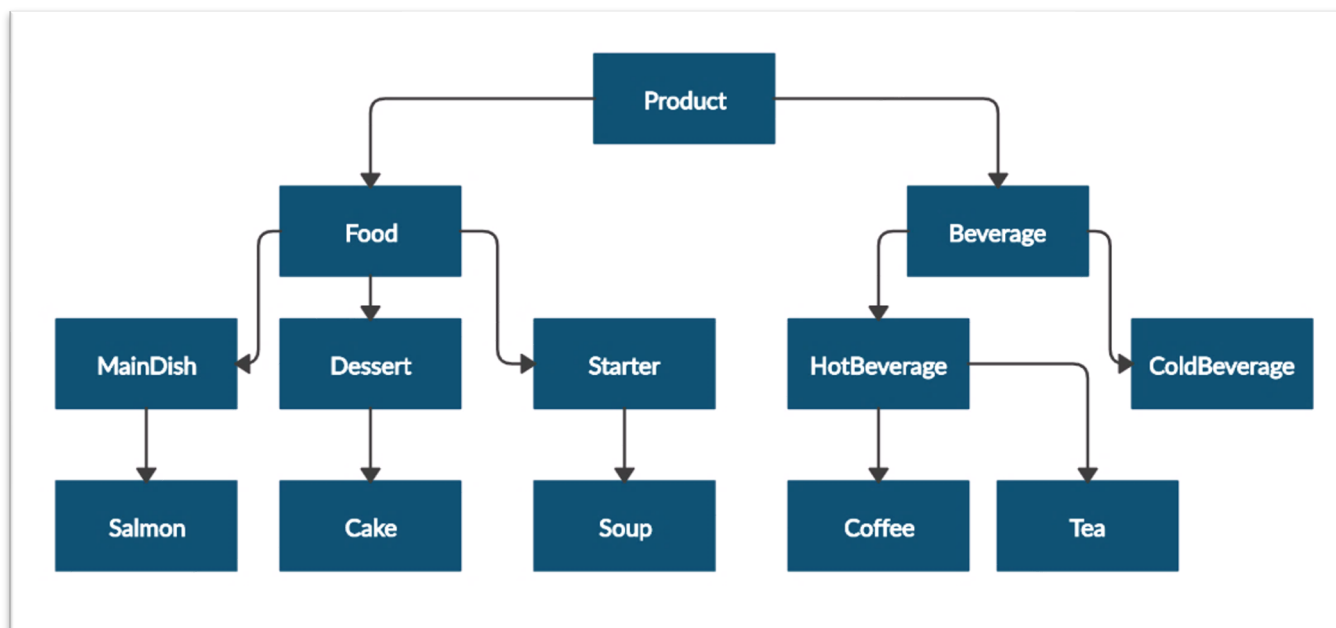 Product
Food
Beverage
MainDish
Dessert
Starter
HotBeverage
ColdBeverage
Salmon
Cake
Soup
Coffee
Tea